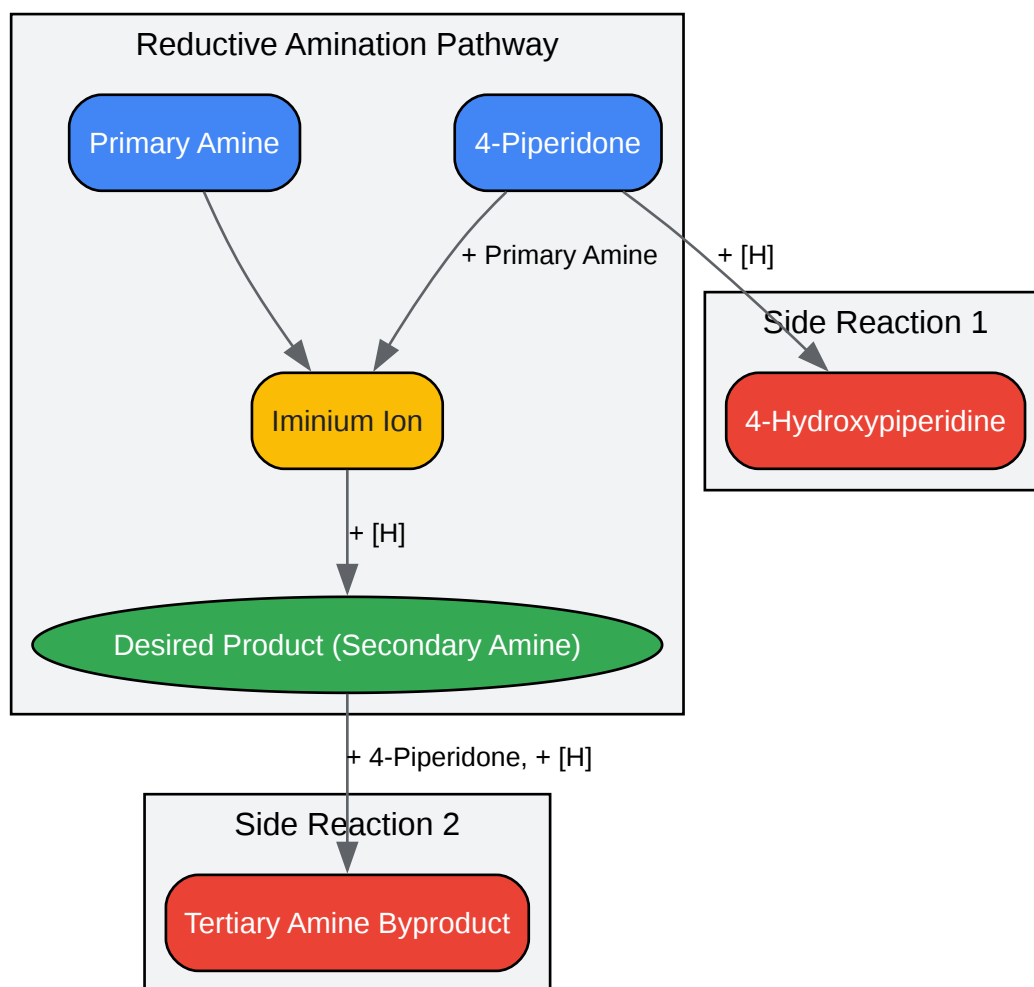 Reductive Amination Pathway
Primary Amine
4-Piperidone
+ Primary Amine
+ [H]
Side Reaction 1
Iminium Ion
4-Hydroxypiperidine
+ [H]
Desired Product (Secondary Amine)
+ 4-Piperidone, + [H]
Side Reaction 2
Tertiary Amine Byproduct